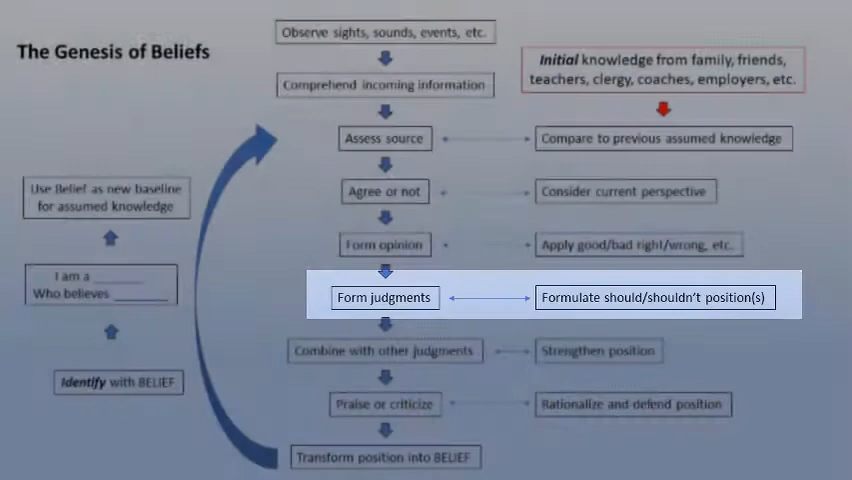 The Genesis of Beliefs
Observe sights, sounds, events, etc.
Comprehend incoming information
Initial knowledge from family, friends,
teachers, clergy, coaches, employers, etc.
Assess source
Compare to previous assumed knowledge
Agree or not
Consider current perspective
Form opinion
Apply good/bad right/wrong, etc.
Form judgments
Formulate should/shouldn't position(s)
Combine with other judgments
Strengthen position
Praise or criticize
Rationalize and defend position
Transform position into BELIEF
Use Belief as new baseline
for assumed knowledge
I am a ______
Who believes ________
Identify with BELIEF